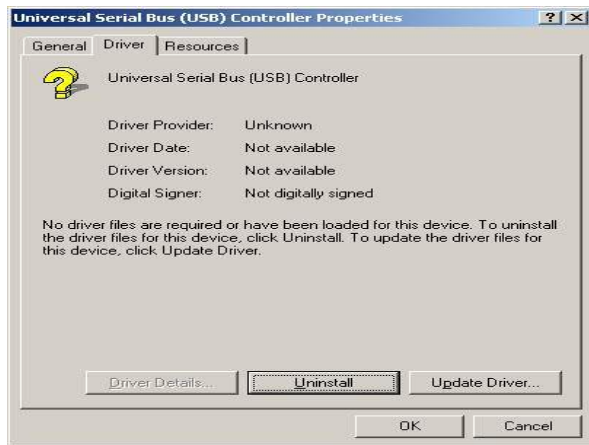 Universal Serial Bus (USB) Controller Properties
General Driver Resources
Universal Serial Bus (USB) Controller
Driver Provider: Unknown
Driver Date: Not available
Driver Version: Not available
Digital Signer: Not digitally signed
No driver files are required or have been loaded for this device. To uninstall
the driver files for this device, click Uninstall. To update the driver files for
this device, click Update Driver.
Driver Details... Uninstall Update Driver...
OK Cancel